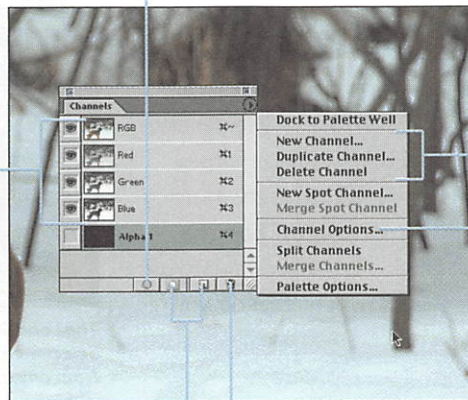 Channels
RGB ⌘~
Red ⌘1
Green ⌘2
Blue ⌘3
Alpha 1 ⌘4
Dock to Palette Well
New Channel...
Duplicate Channel...
Delete Channel
New Spot Channel...
Merge Spot Channel
Channel Options...
Split Channels
Merge Channels...
Palette Options...